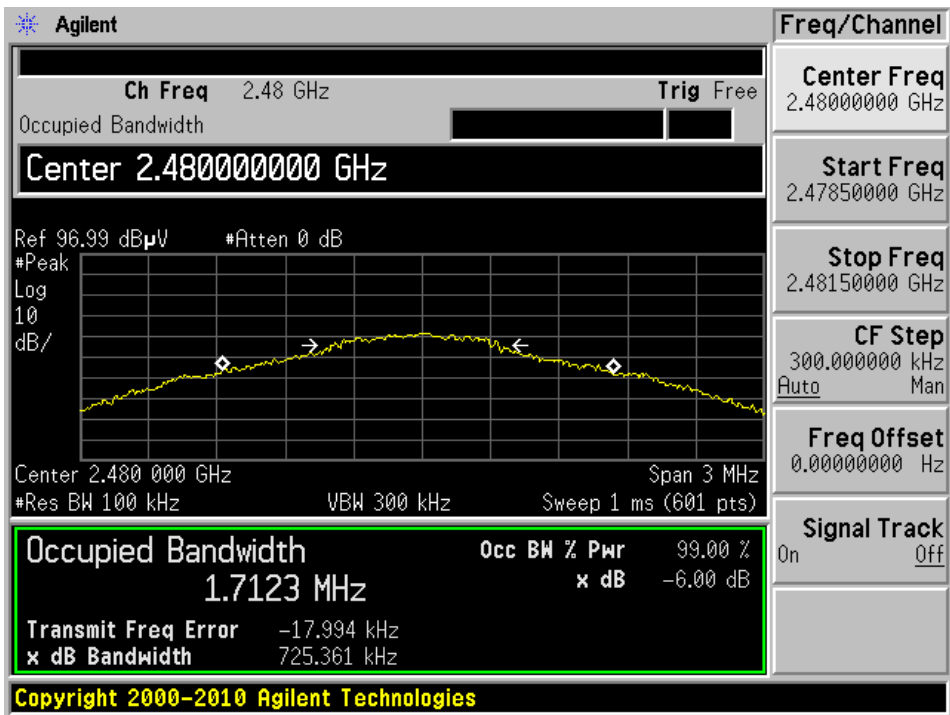 Agilent
Freq/Channel
Ch Freq 2.48 GHz Trig Free
Occupied Bandwidth
Center 2.480000000 GHz
Ref 96.99 dBµV #Atten 0 dB
#Peak
Log
10
dB/
Center 2.480 000 GHz Span 3 MHz
#Res BW 100 kHz VBW 300 kHz Sweep 1 ms (601 pts)
Occupied Bandwidth Occ BW % Pwr 99.00 %
1.7123 MHz x dB -6.00 dB
Transmit Freq Error -17.994 kHz
x dB Bandwidth 725.361 kHz
Center Freq
2.48000000 GHz
Start Freq
2.47850000 GHz
Stop Freq
2.48150000 GHz
CF Step
300.000000 kHz
Auto Man
Freq Offset
0.00000000 Hz
Signal Track
On Off
Copyright 2000-2010 Agilent Technologies